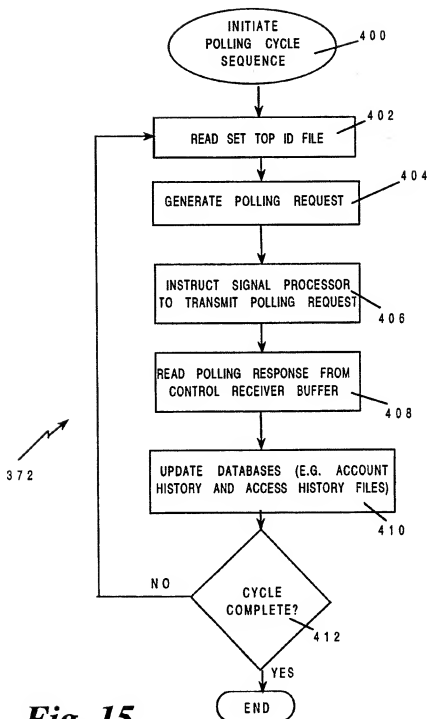 INITIATE
POLLING CYCLE
SEQUENCE
400
402
READ SET TOP ID FILE
404
GENERATE POLLING REQUEST
INSTRUCT SIGNAL PROCESSOR
TO TRANSMIT POLLING REQUEST
406
READ POLLING RESPONSE FROM
CONTROL RECEIVER BUFFER
408
372
UPDATE DATABASES (E.G. ACCOUNT
HISTORY AND ACCESS HISTORY FILES)
410
NO
CYCLE
COMPLETE?
412
YES
Fig. 15
END